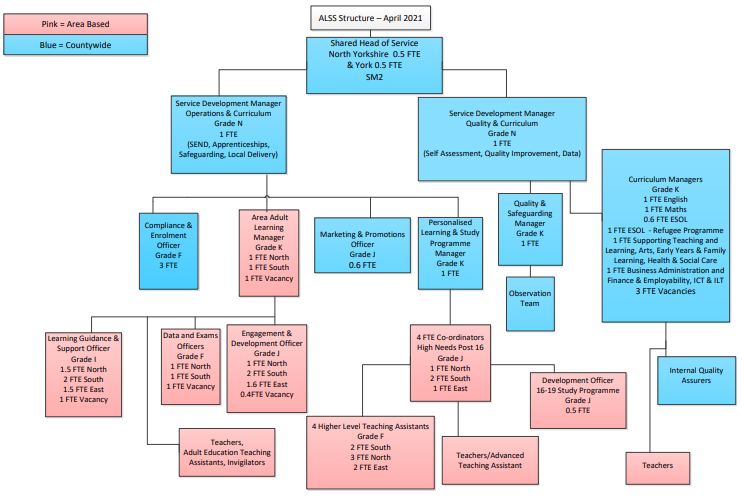 ALSS Structure – April 2021
Pink = Area Based
Blue = Countywide
Shared Head of Service
North Yorkshire 0.5 FTE
& York 0.5 FTE
SM2
Service Development Manager
Operations & Curriculum
Grade N
1 FTE
(SEND, Apprenticeships,
Safeguarding, Local Delivery)
Service Development Manager
Quality & Curriculum
Grade N
1 FTE
(Self Assessment, Quality Improvement, Data)
Curriculum Managers
Grade K
1 FTE English
1 FTE Maths
0.6 FTE ESOL
1 FTE ESOL - Refugee Programme
1 FTE Supporting Teaching and
Learning, Arts, Early Years & Family
Learning, Health & Social Care
1 FTE Business Administration and
Finance & Employability, ICT & ILT
3 FTE Vacancies
Compliance &
Enrolment
Officer
Grade F
3 FTE
Area Adult
Learning
Manager
Grade K
1 FTE North
1 FTE South
1 FTE Vacancy
Marketing & Promotions
Officer
Grade J
0.6 FTE
Personalised
Learning & Study
Programme
Manager
Grade K
1 FTE
Quality &
Safeguarding
Manager
Grade K
1 FTE
Observation
Team
Learning Guidance &
Support Officer
Grade I
1.5 FTE North
2 FTE South
1.5 FTE East
1 FTE Vacancy
Data and Exams
Officers
Grade F
1 FTE North
1 FTE South
1 FTE Vacancy
Engagement &
Development Officer
Grade J
1 FTE North
2 FTE South
1.6 FTE East
0.4FTE Vacancy
4 FTE Co-ordinators
High Needs Post 16
Grade J
1 FTE North
2 FTE South
1 FTE East
Development Officer
16-19 Study Programme
Grade J
0.5 FTE
Internal Quality
Assurers
Teachers,
Adult Education Teaching
Assistants, Invigilators
4 Higher Level Teaching Assistants
Grade F
2 FTE South
3 FTE North
2 FTE East
Teachers/Advanced
Teaching Assistant
Teachers